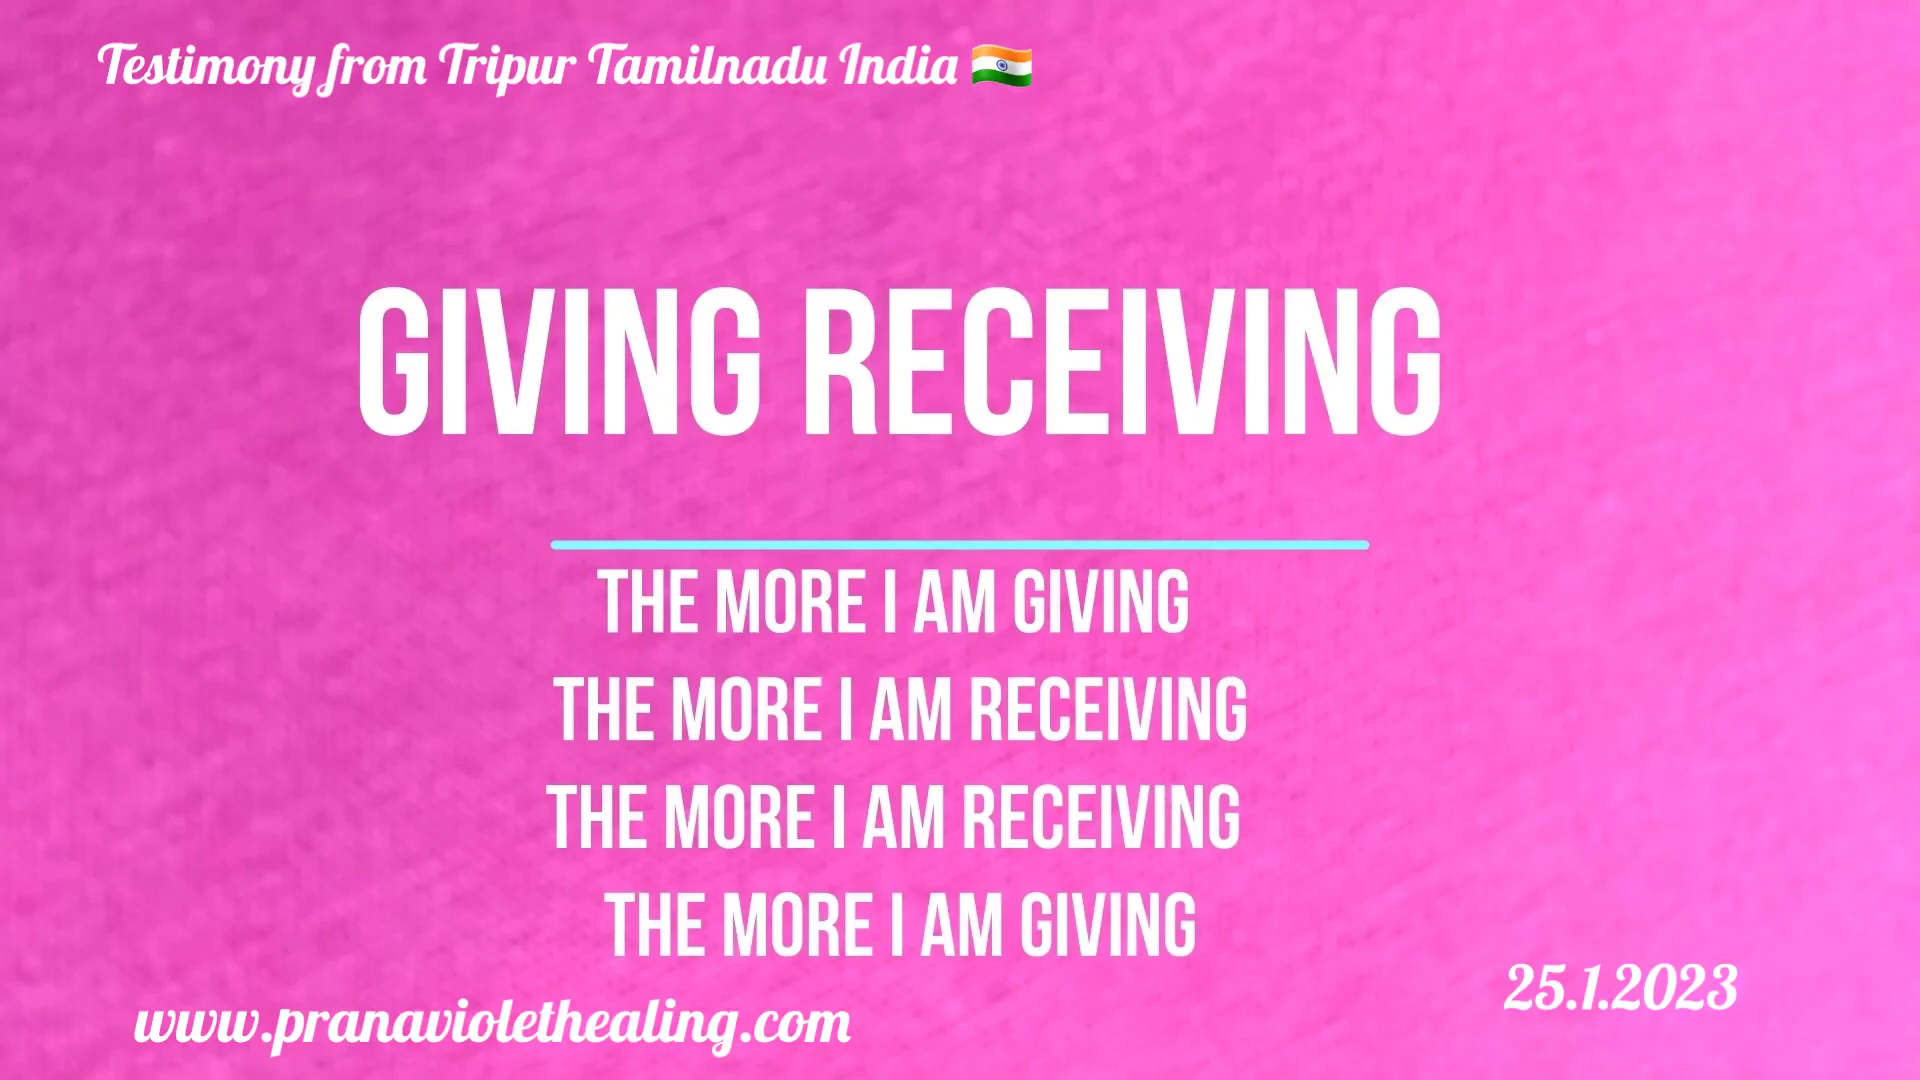 Testimony from Tripur Tamilnadu India 🇮🇳
GIVING RECEIVING
THE MORE I AM GIVING
THE MORE I AM RECEIVING
THE MORE I AM RECEIVING
THE MORE I AM GIVING
25.1.2023
www.pranaviolethealing.com